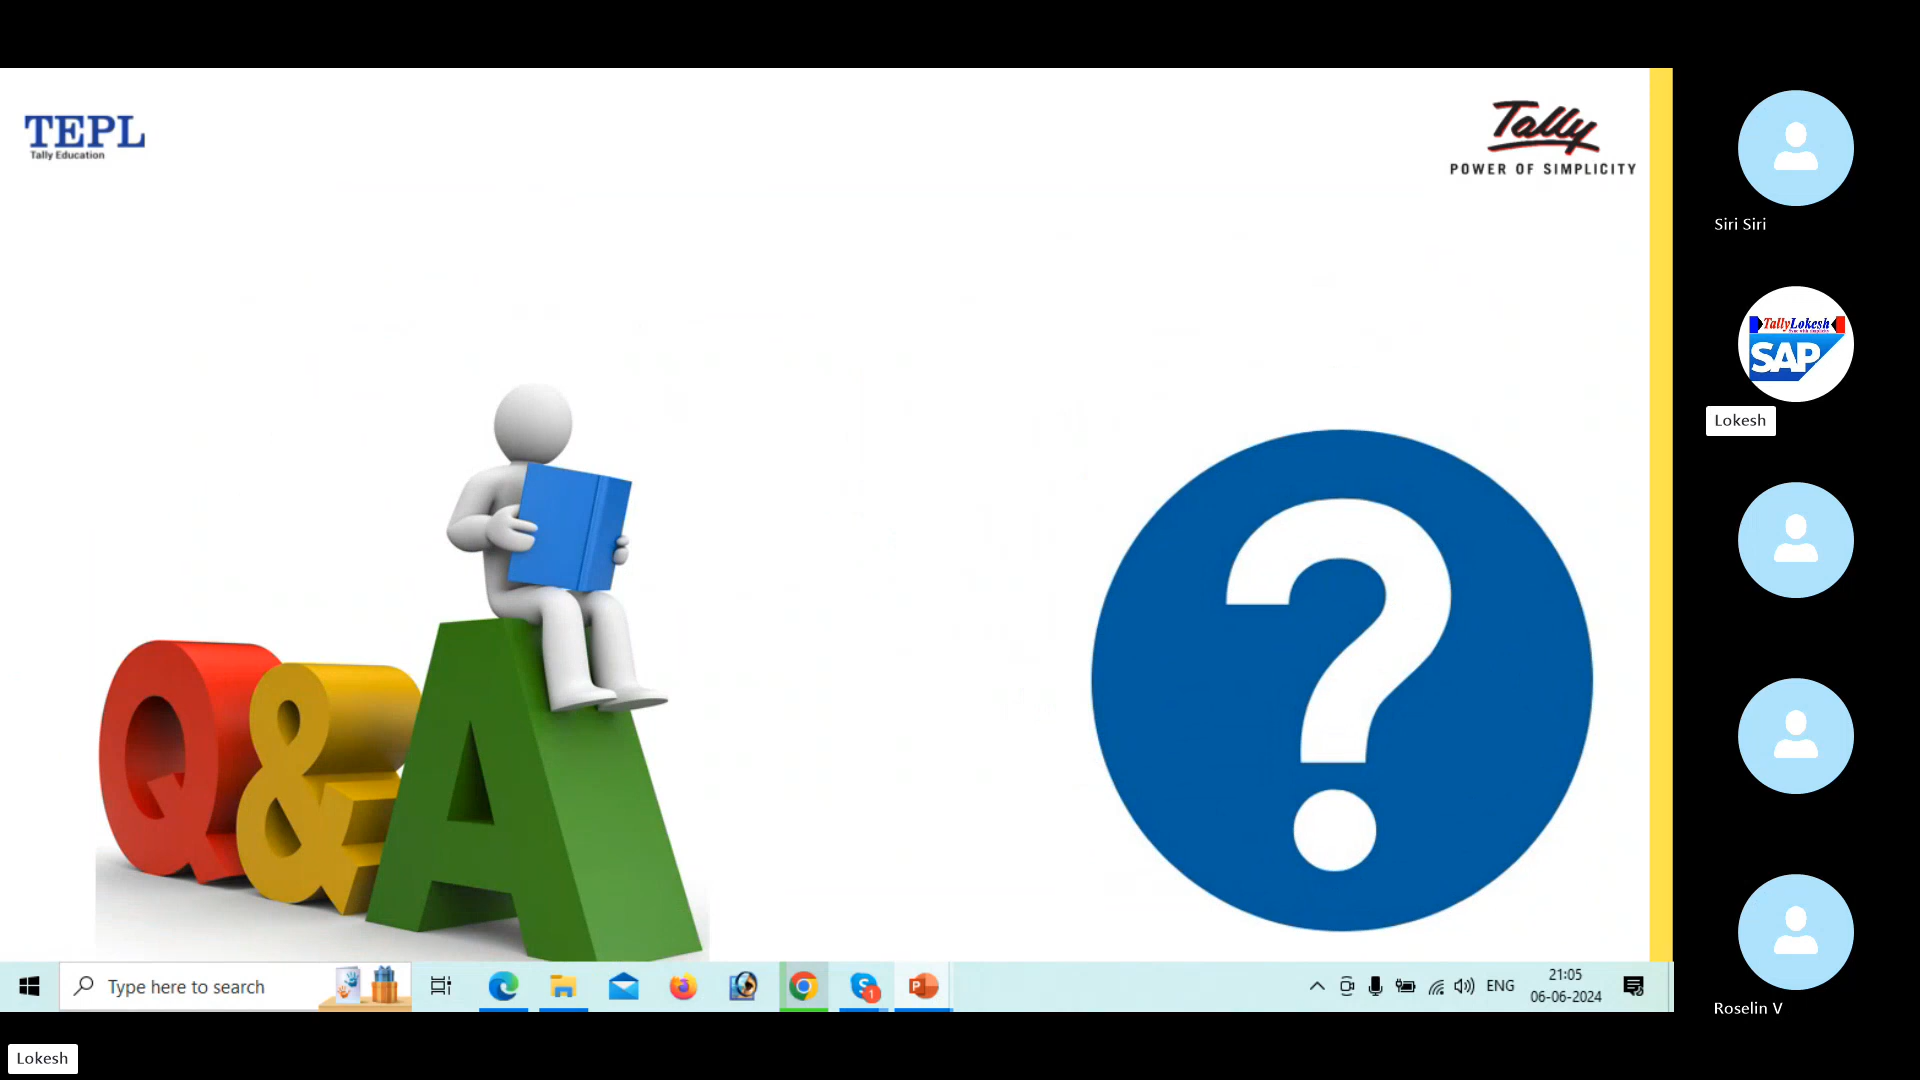 TEPL
Tally Education
Tally
POWER OF SIMPLICITY
Siri Siri
TallyLokesh
SAP
Lokesh
Q&A
?
Roselin V
Type here to search
1
P
ENG
21:05
06-06-2024
Lokesh